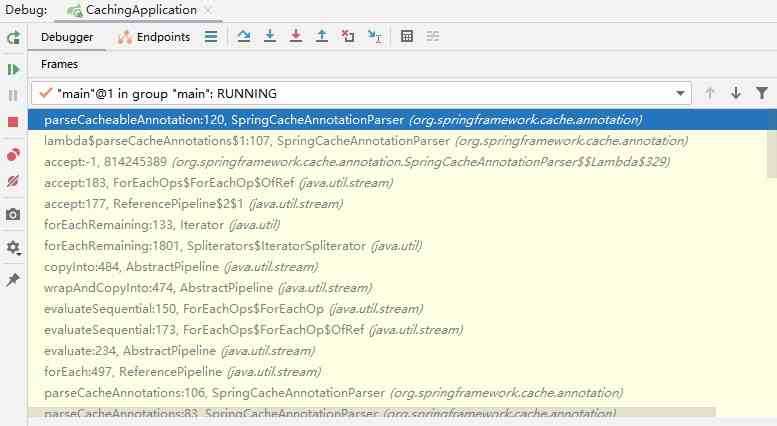 Debug: CachingApplication
Debugger Endpoints
Frames
"main"@1 in group "main": RUNNING
parseCacheableAnnotation:120, SpringCacheAnnotationParser (org.springframework.cache.annotation)
lambda$parseCacheAnnotations$1:107, SpringCacheAnnotationParser (org.springframework.cache.annotation)
accept:-1, 814245389 (org.springframework.cache.annotation.SpringCacheAnnotationParser$$Lambda$329)
accept:183, ForEachOps$ForEachOp$OfRef (java.util.stream)
accept:177, ReferencePipeline$2$1 (java.util.stream)
forEachRemaining:133, Iterator (java.util)
forEachRemaining:1801, Spliterators$IteratorSpliterator (java.util)
copyInto:484, AbstractPipeline (java.util.stream)
wrapAndCopyInto:474, AbstractPipeline (java.util.stream)
evaluateSequential:150, ForEachOps$ForEachOp (java.util.stream)
evaluateSequential:173, ForEachOps$ForEachOp$OfRef (java.util.stream)
evaluate:234, AbstractPipeline (java.util.stream)
forEach:497, ReferencePipeline (java.util.stream)
parseCacheAnnotations:106, SpringCacheAnnotationParser (org.springframework.cache.annotation)
parseCacheAnnotations:83, SpringCacheAnnotationParser (org.springframework.cache.annotation)